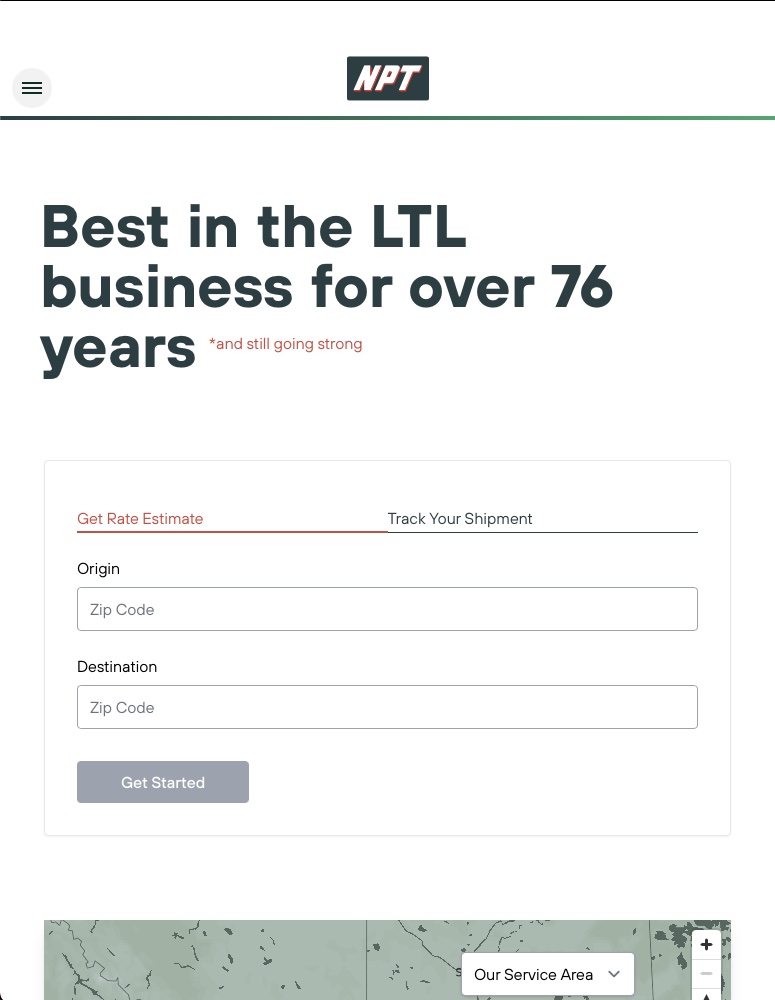 NPT
Best in the LTL
business for over 76
years *and still going strong
Get Rate Estimate Track Your Shipment
Origin
Zip Code
Destination
Zip Code
Get Started
Our Service Area